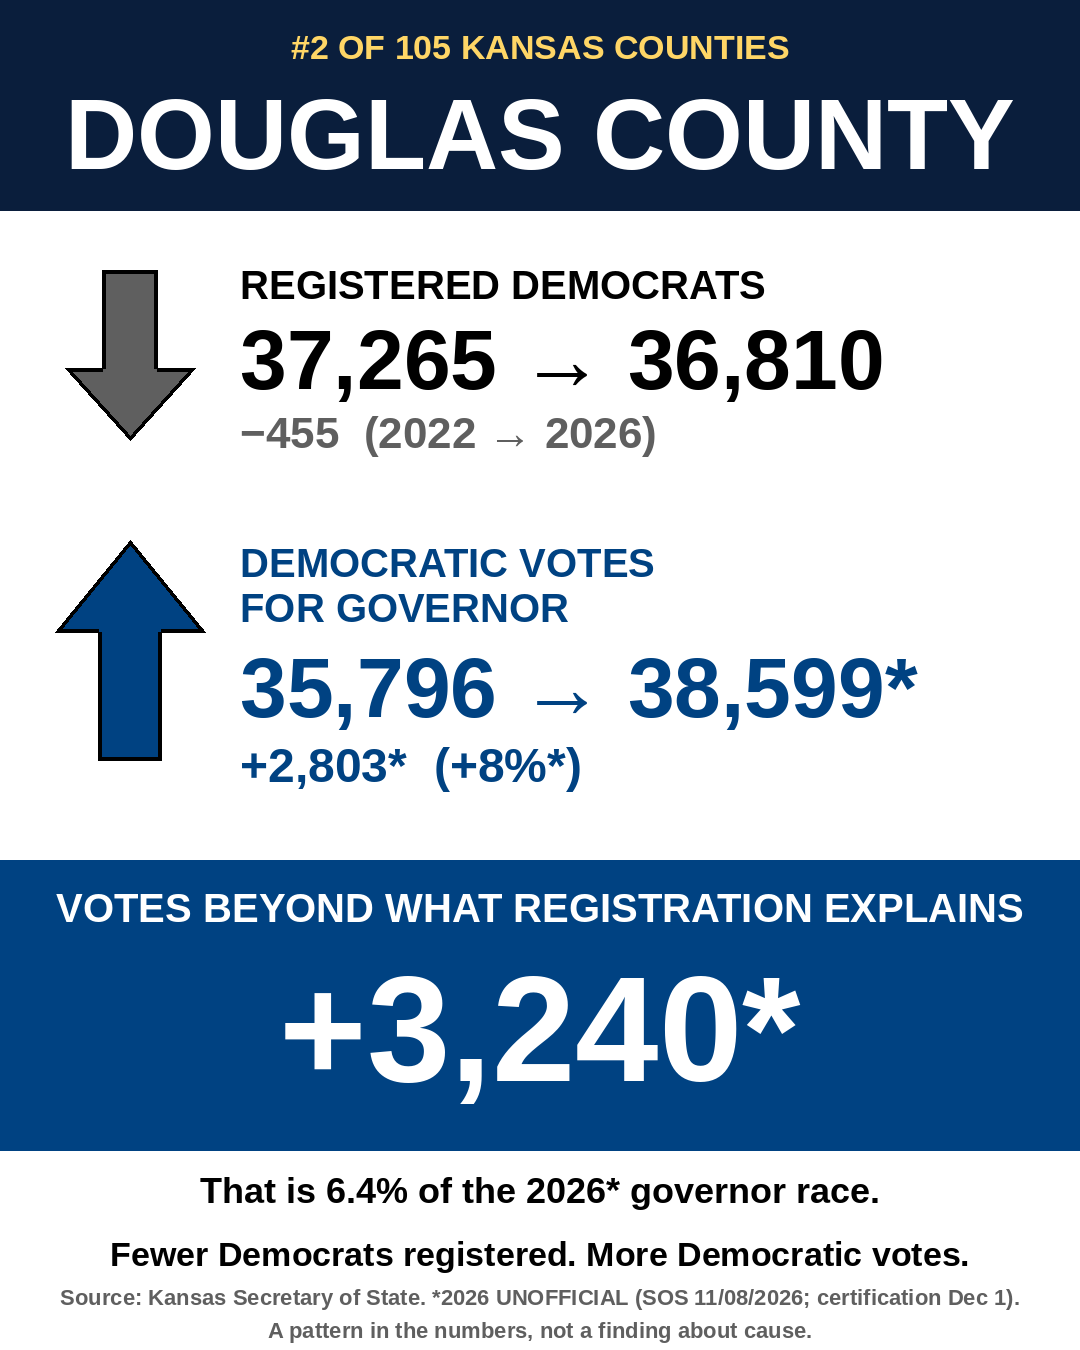 #2 OF 105 KANSAS COUNTIES
DOUGLAS COUNTY
REGISTERED DEMOCRATS
37,265 → 36,810
−455 (2022 → 2026)
DEMOCRATIC VOTES
FOR GOVERNOR
35,796 → 38,599*
+2,803* (+8%*)
VOTES BEYOND WHAT REGISTRATION EXPLAINS
+3,240*
That is 6.4% of the 2026* governor race.
Fewer Democrats registered. More Democratic votes.
Source: Kansas Secretary of State. *2026 UNOFFICIAL (SOS 11/08/2026; certification Dec 1).
A pattern in the numbers, not a finding about cause.